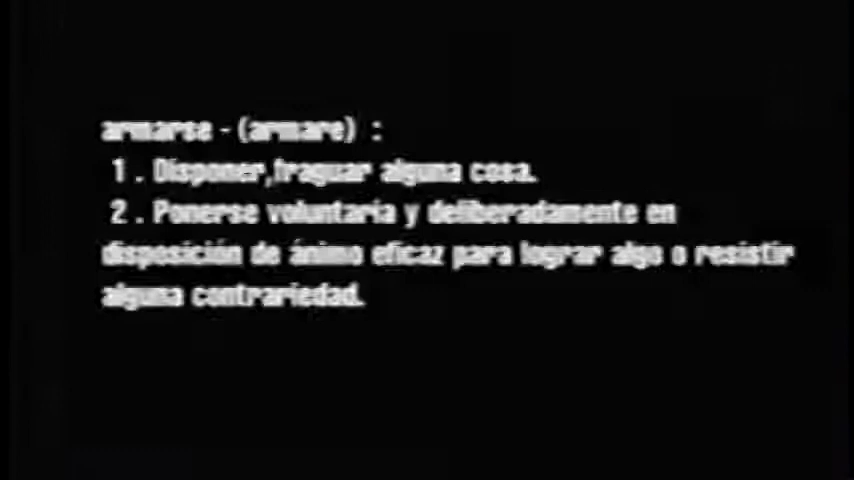 armarse - (armare) :
1 . Disponer,fraguar alguna cosa.
2 . Ponerse voluntaria y deliberadamente en
disposición de ánimo eficaz para lograr algo o resistir
alguna contrariedad.